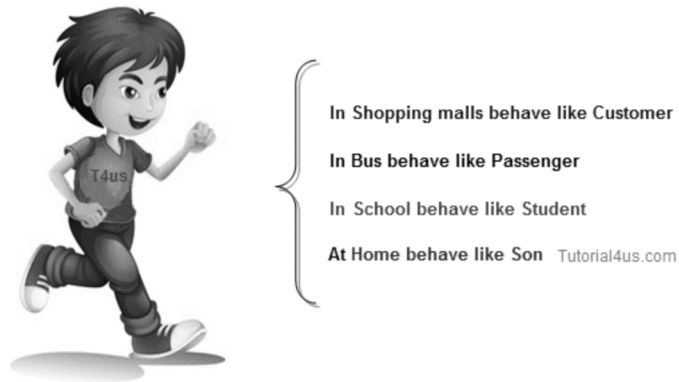 T4us
In Shopping malls behave like Customer
In Bus behave like Passenger
In School behave like Student
At Home behave like Son
Tutorial4us.com